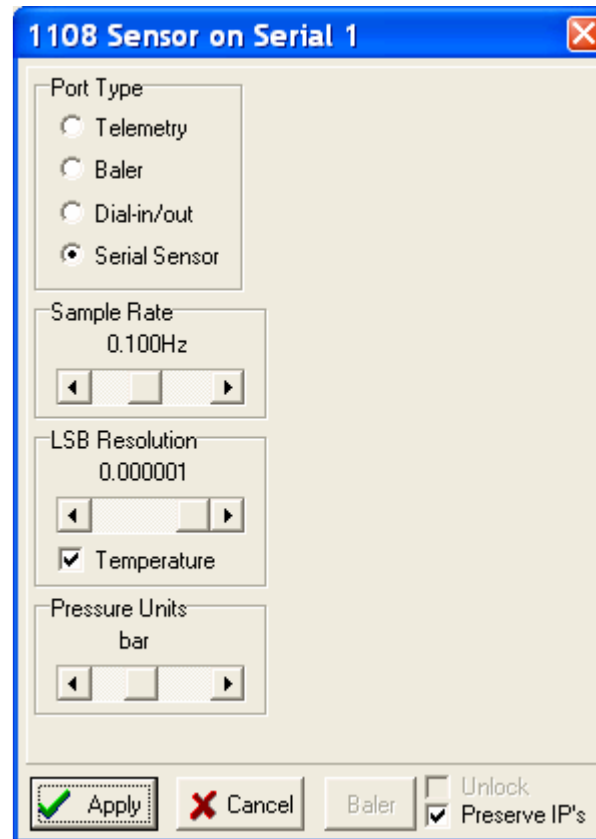 1108 Sensor on Serial 1
Port Type
Telemetry
Baler
Dial-in/out
Serial Sensor
Sample Rate
0.100Hz
LSB Resolution
0.000001
Temperature
Pressure Units
bar
Apply
Cancel
Baler
Unlock
Preserve IP's